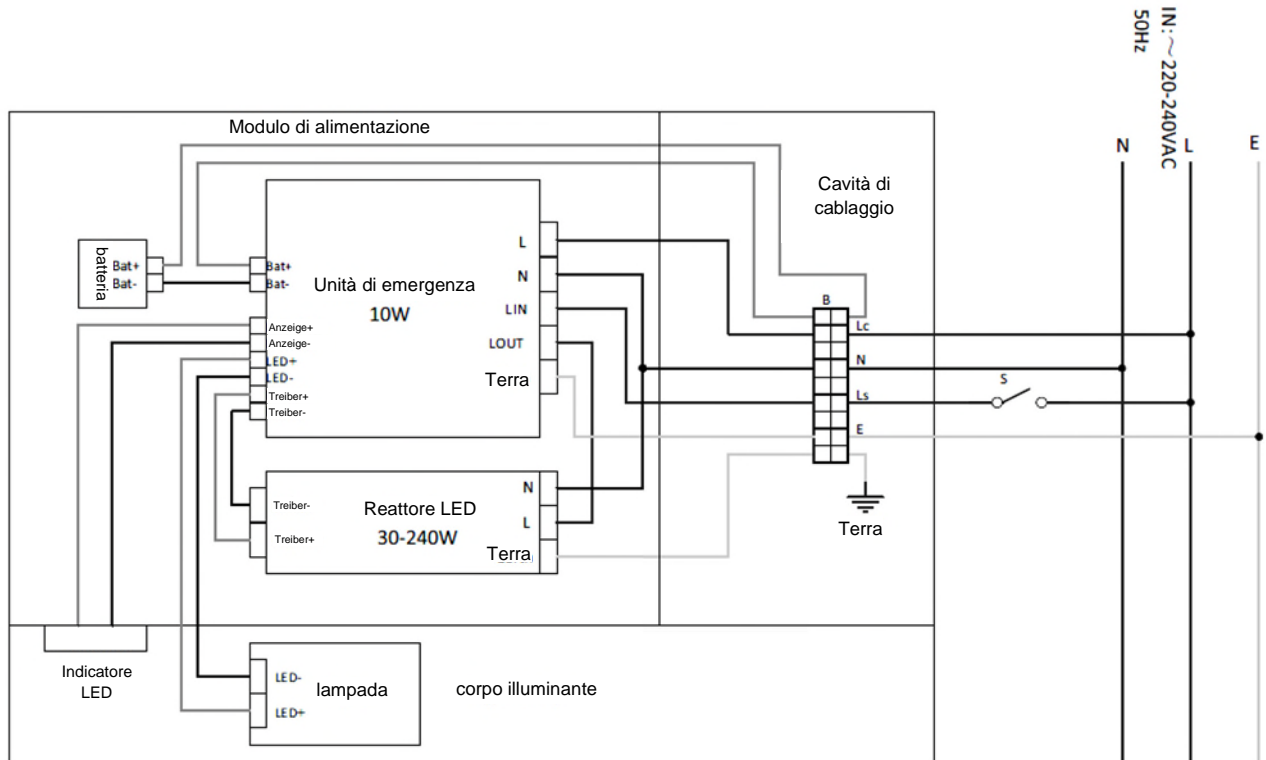 IN: ～220-240VAC
50Hz
N
L
E
Modulo di alimentazione
Cavità di
cablaggio
batteria
Bat+
Bat-
Bat+
Bat-
Unità di emergenza
10W
L
N
LIN
LOUT
Terra
Anzeige+
Anzeige-
LED+
LED-
Treiber+
Treiber-
B
Lc
N
Ls
E
S
Terra
Treiber-
Treiber+
Reattore LED
30-240W
N
L
Terra
Indicatore
LED
LED-
LED+
lampada
corpo illuminante